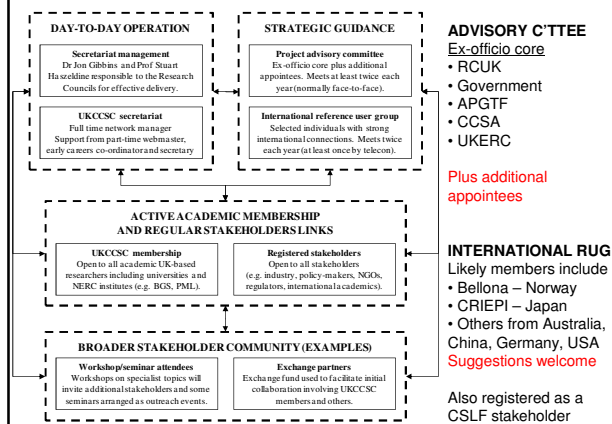 DAY-TO-DAY OPERATION
Secretariat management
Dr Jon Gibbins and Prof Stuart
Haszeldine responsible to the Research
Councils for effective delivery.
UKCCSC secretariat
Full time network manager
Support from part-time webmaster,
early careers co-ordinator and secretary
STRATEGIC GUIDANCE
Project advisory committee
Ex-officio core plus additional
appointees. Meets at least twice each
year(normally face-to-face).
International reference user group
Selected individuals with strong
international connections. Meets twice
each year (at least once by telecon).
ACTIVE ACADEMIC MEMBERSHIP
AND REGULAR STAKEHOLDERS LINKS
UKCCSC membership
Open to all academic UK-based
researchers including universities and
NERC institutes (e.g. BGS, PML).
Registered stakeholders
Open to all stakeholders
(e.g. industry, policy-makers, NGOs,
regulators, international academics).
BROADER STAKEHOLDER COMMUNITY (EXAMPLES)
Workshop/seminar attendees
Workshops on specialist topics will
invite additional stakeholders and some
seminars arranged as outreach events.
Exchange partners
Exchange fund used to facilitate initial
collaboration involving UKCCSC
members and others.
ADVISORY C'TTEE
Ex-officio core
• RCUK
• Government
• APGTF
• CCSA
• UKERC
Plus additional
appointees
INTERNATIONAL RUG
Likely members include
• Bellona – Norway
• CRIEPI – Japan
• Others from Australia,
China, Germany, USA
Suggestions welcome
Also registered as a
CSLF stakeholder